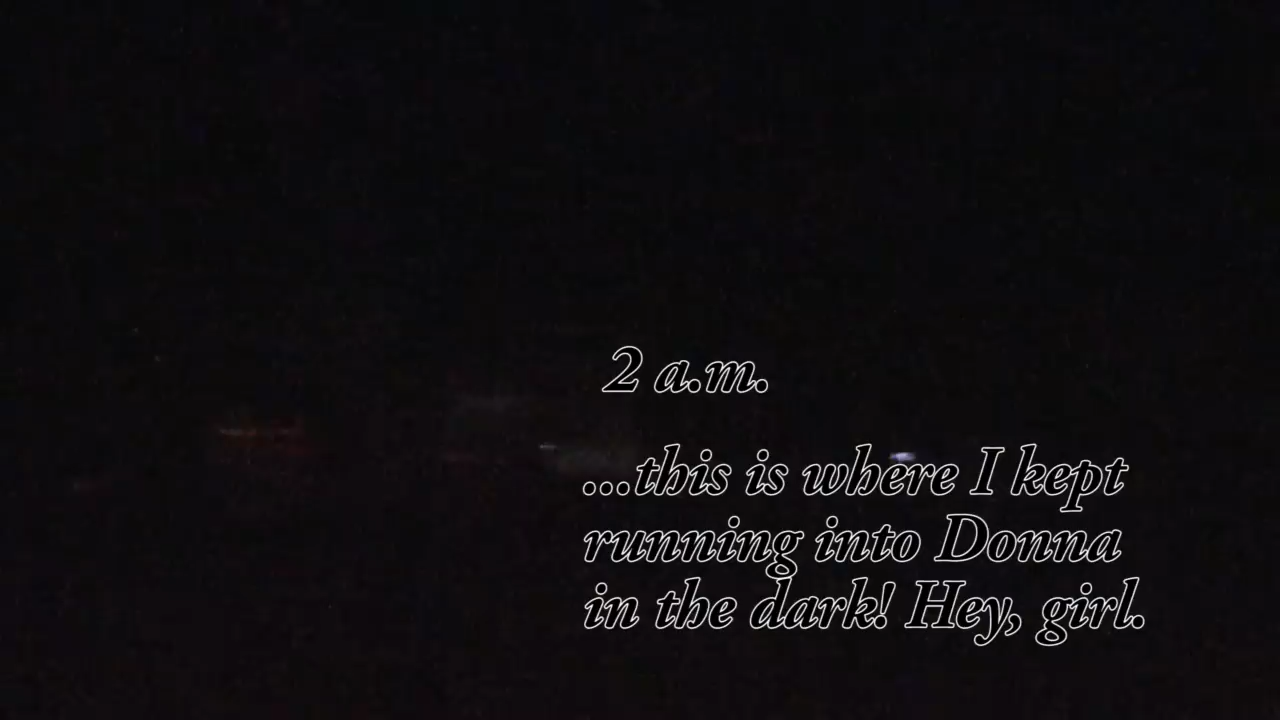 2 a.m.
...this is where I kept
running into Donna
in the dark! Hey, girl.